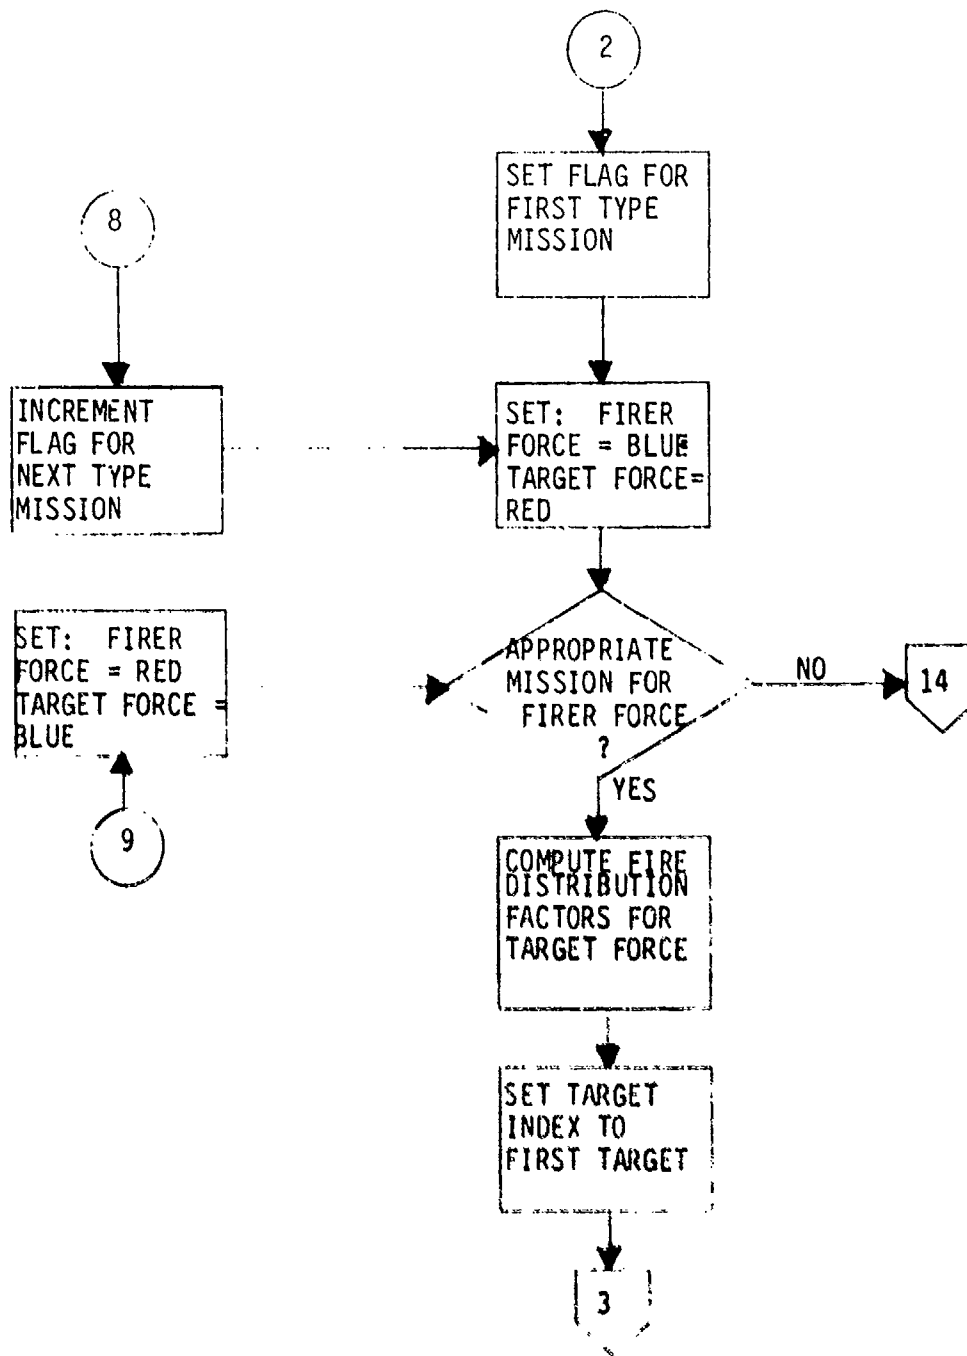 2
SET FLAG FOR
FIRST TYPE
MISSION
8
INCREMENT
FLAG FOR
NEXT TYPE
MISSION
SET: FIRER
FORCE = BLUE
TARGET FORCE=
RED
SET: FIRER
FORCE = RED
TARGET FORCE =
BLUE
9
APPROPRIATE
MISSION FOR
FIRER FORCE
?
NO
14
YES
COMPUTE FIRE
DISTRIBUTION
FACTORS FOR
TARGET FORCE
SET TARGET
INDEX TO
FIRST TARGET
3